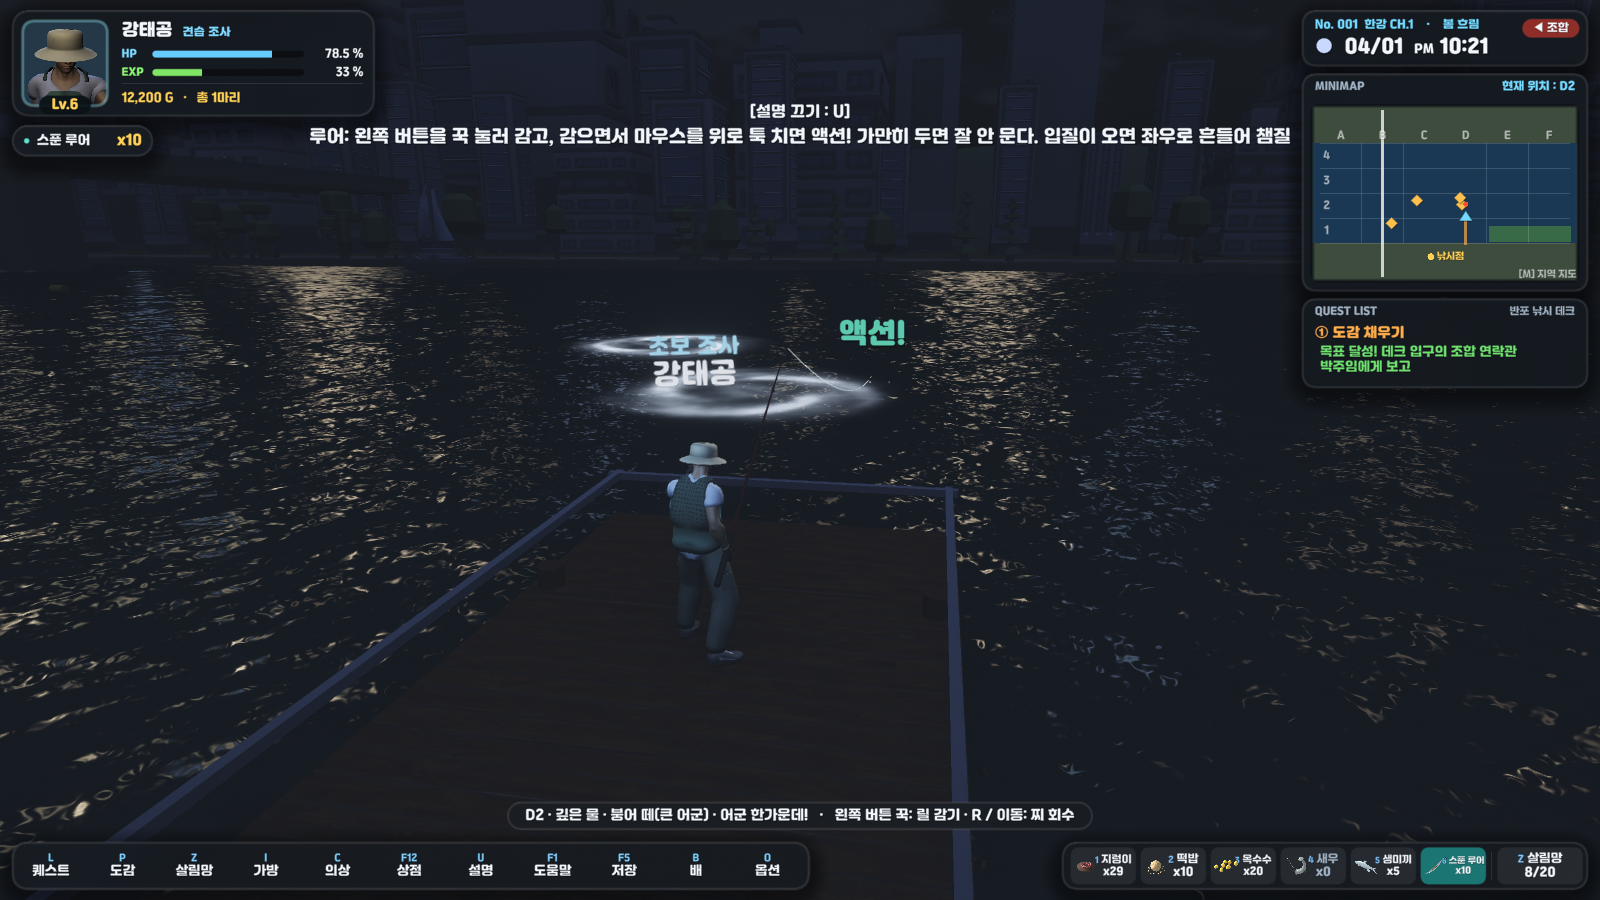 강태공 견습 조사
HP 78.5 %
EXP 33 %
Lv.6
12,200 G · 총 1마리
스푼 루어 x10
[설명 끄기 : U]
루어: 왼쪽 버튼을 꾹 눌러 감고, 감으면서 마우스를 위로 툭 치면 액션! 가만히 두면 잘 안 문다. 입질이 오면 좌우로 흔들어 챔질
No. 001 한강 CH.1 · 봄 흐림
◀ 조합
04/01 PM 10:21
MINIMAP 현재 위치 : D2
A B C D E F
4
3
2
1
낚시점
[M] 지역 지도
QUEST LIST 반포 낚시 데크
① 도감 채우기
목표 달성! 데크 입구의 조합 연락관
박주임에게 보고
액션!
초보 조사
강태공
D2 · 깊은 물 · 붕어 떼(큰 어군) · 어군 한가운데! · 왼쪽 버튼 꾹: 릴 감기 · R / 이동: 찌 회수
L 퀘스트
P 도감
Z 살림망
I 가방
C 의상
F12 상점
U 설명
F1 도움말
F5 저장
B 배
O 옵션
1 지렁이 x29
2 떡밥 x10
3 옥수수 x20
4 새우 x0
5 생미끼 x5
6 스푼 루어 x10
Z 살림망 8/20